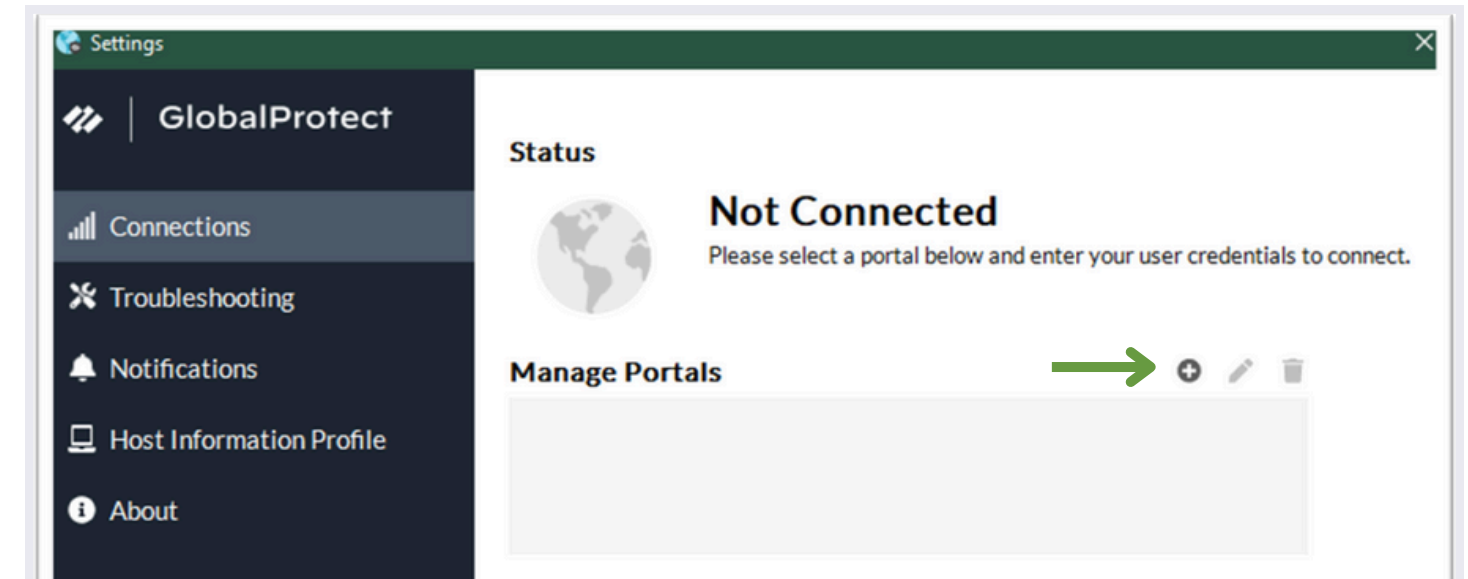 Settings
GlobalProtect
Connections
Troubleshooting
Notifications
Host Information Profile
About
Status
Not Connected
Please select a portal below and enter your user credentials to connect.
Manage Portals